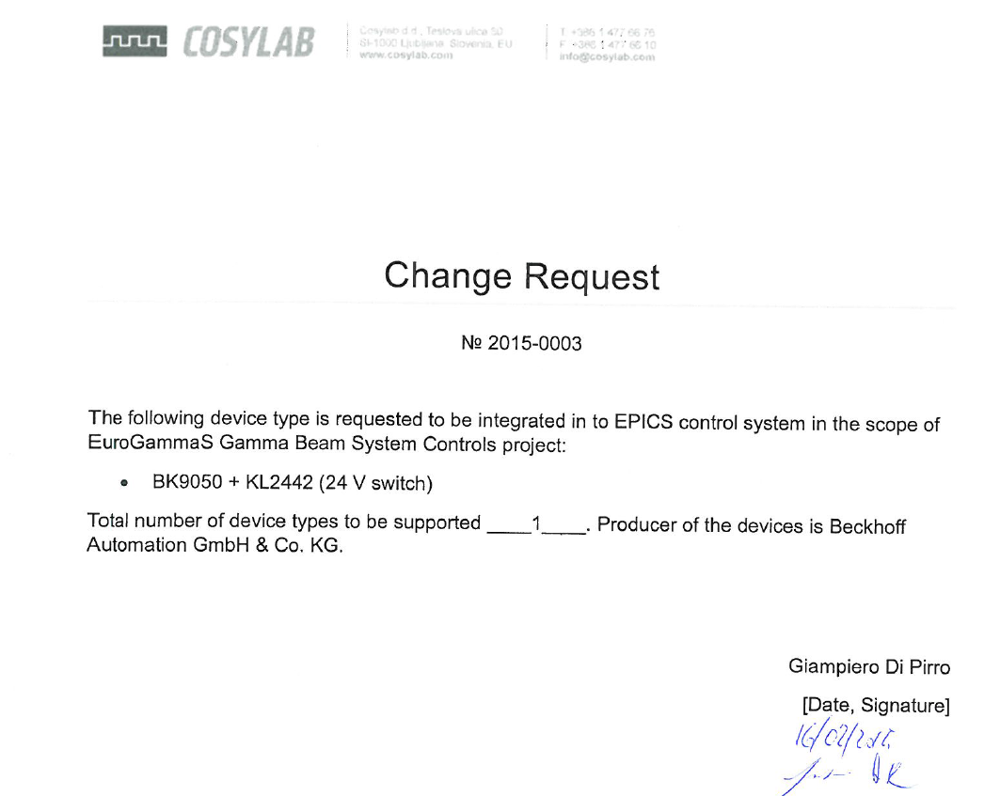 COSYLAB
Cosylab d.d., Teslova ulica 30
SI-1000 Ljubljana, Slovenia, EU
www.cosylab.com
T +386 1 477 66 76
F +386 1 477 66 10
info@cosylab.com
Change Request
№ 2015-0003
The following device type is requested to be integrated in to EPICS control system in the scope of
EuroGammaS Gamma Beam System Controls project:
• BK9050 + KL2442 (24 V switch)
Total number of device types to be supported ____1____. Producer of the devices is Beckhoff
Automation GmbH & Co. KG.
Giampiero Di Pirro
[Date, Signature]
16/02/2015